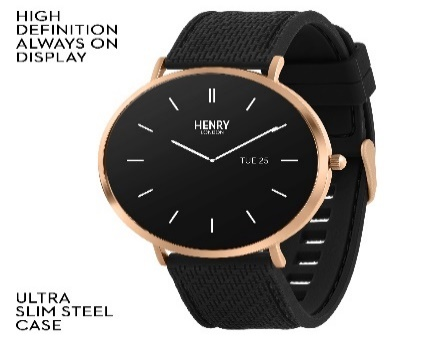 HIGH
DEFINITION
ALWAYS ON
DISPLAY
HENRY
LONDON
TUE 25
ULTRA
SLIM STEEL
CASE